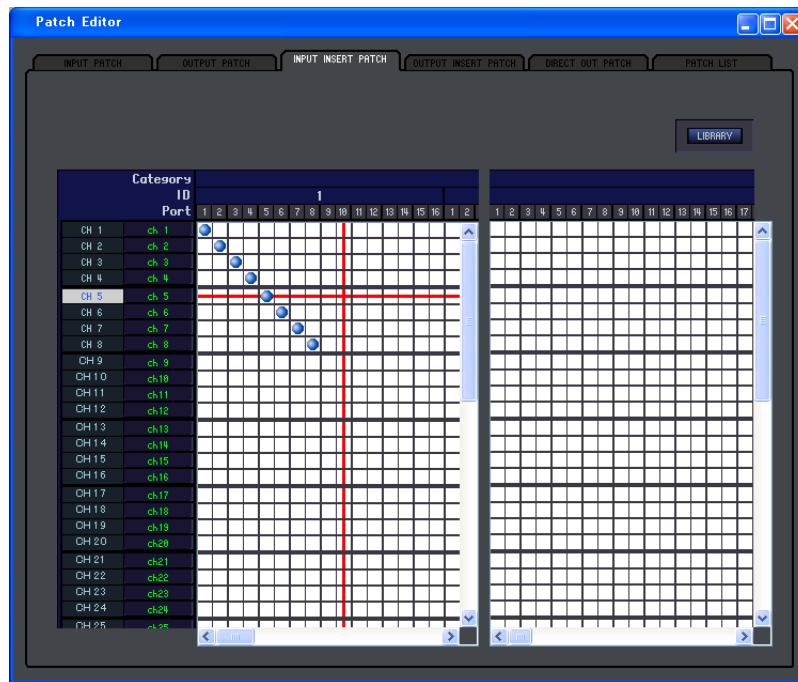 Patch Editor
INPUT PATCH OUTPUT PATCH INPUT INSERT PATCH OUTPUT INSERT PATCH DIRECT OUT PATCH PATCH LIST
LIBRARY
Category
ID 1
Port 1 2 3 4 5 6 7 8 9 10 11 12 13 14 15 16 1 2 1 2 3 4 5 6 7 8 9 10 11 12 13 14 15 16 17
CH 1 ch 1
CH 2 ch 2
CH 3 ch 3
CH 4 ch 4
CH 5 ch 5
CH 6 ch 6
CH 7 ch 7
CH 8 ch 8
CH 9 ch 9
CH 10 ch10
CH 11 ch11
CH 12 ch12
CH 13 ch13
CH 14 ch14
CH 15 ch15
CH 16 ch16
CH 17 ch17
CH 18 ch18
CH 19 ch19
CH 20 ch20
CH 21 ch21
CH 22 ch22
CH 23 ch23
CH 24 ch24
CH 25 ch25